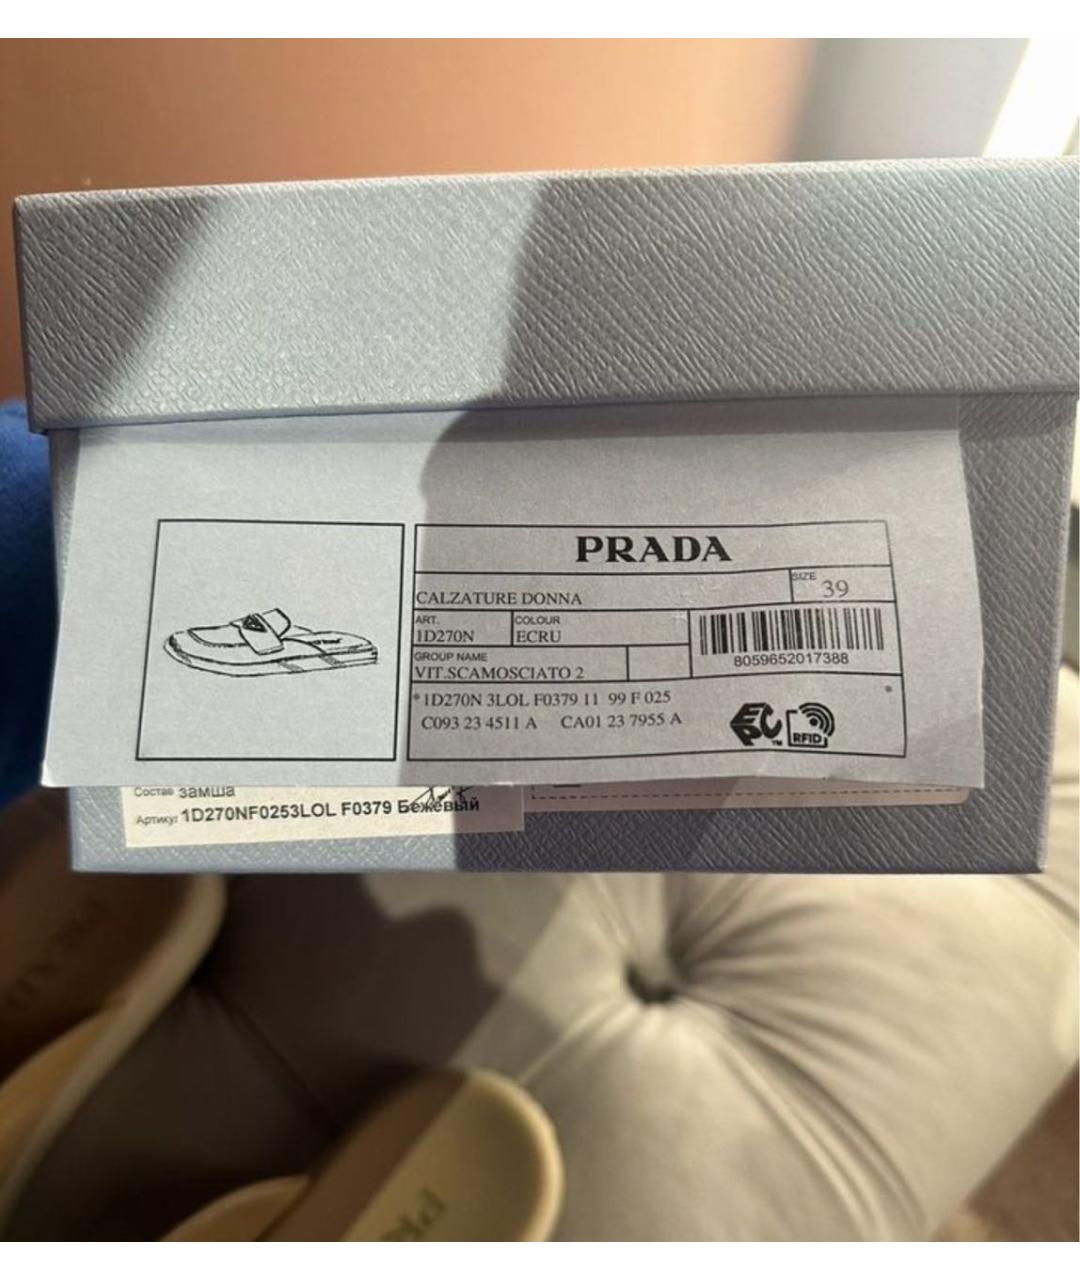 PRADA
SIZE
39
CALZATURE DONNA
ART.
1D270N
COLOUR
ECRU
8059652017388
GROUP NAME
VIT.SCAMOSCIATO 2
*1D270N 3LOL F0379 11 99 F 025 *
C093 23 4511 A CA01 23 7955 A
EPC™
RFID
Состав замша
Артикул 1D270NF0253LOL F0379 Бежевый